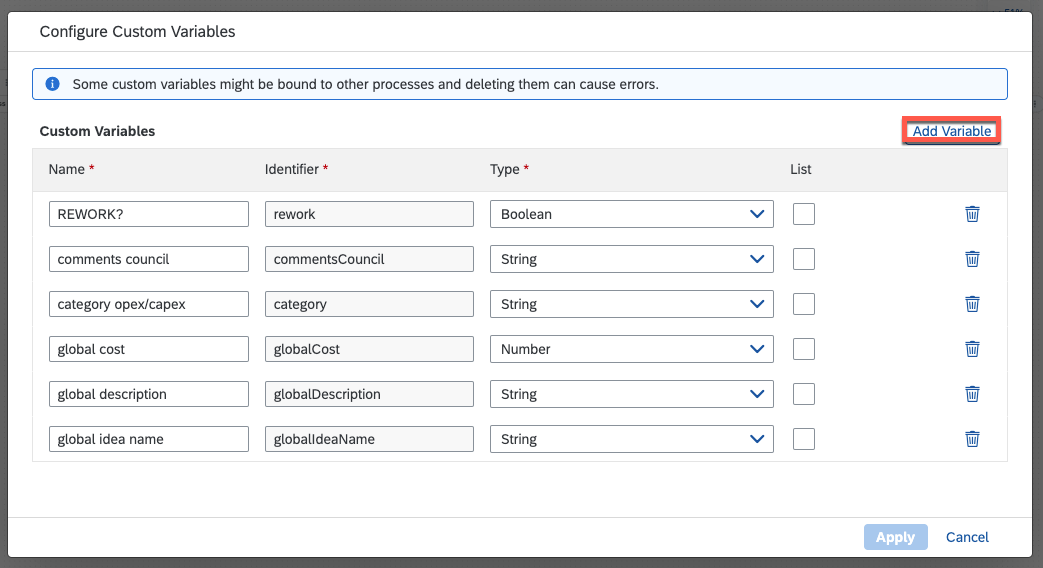 Configure Custom Variables
Some custom variables might be bound to other processes and deleting them can cause errors.
Custom Variables
Add Variable
Name * Identifier * Type * List
REWORK? rework Boolean
comments council commentsCouncil String
category opex/capex category String
global cost globalCost Number
global description globalDescription String
global idea name globalIdeaName String
Apply Cancel